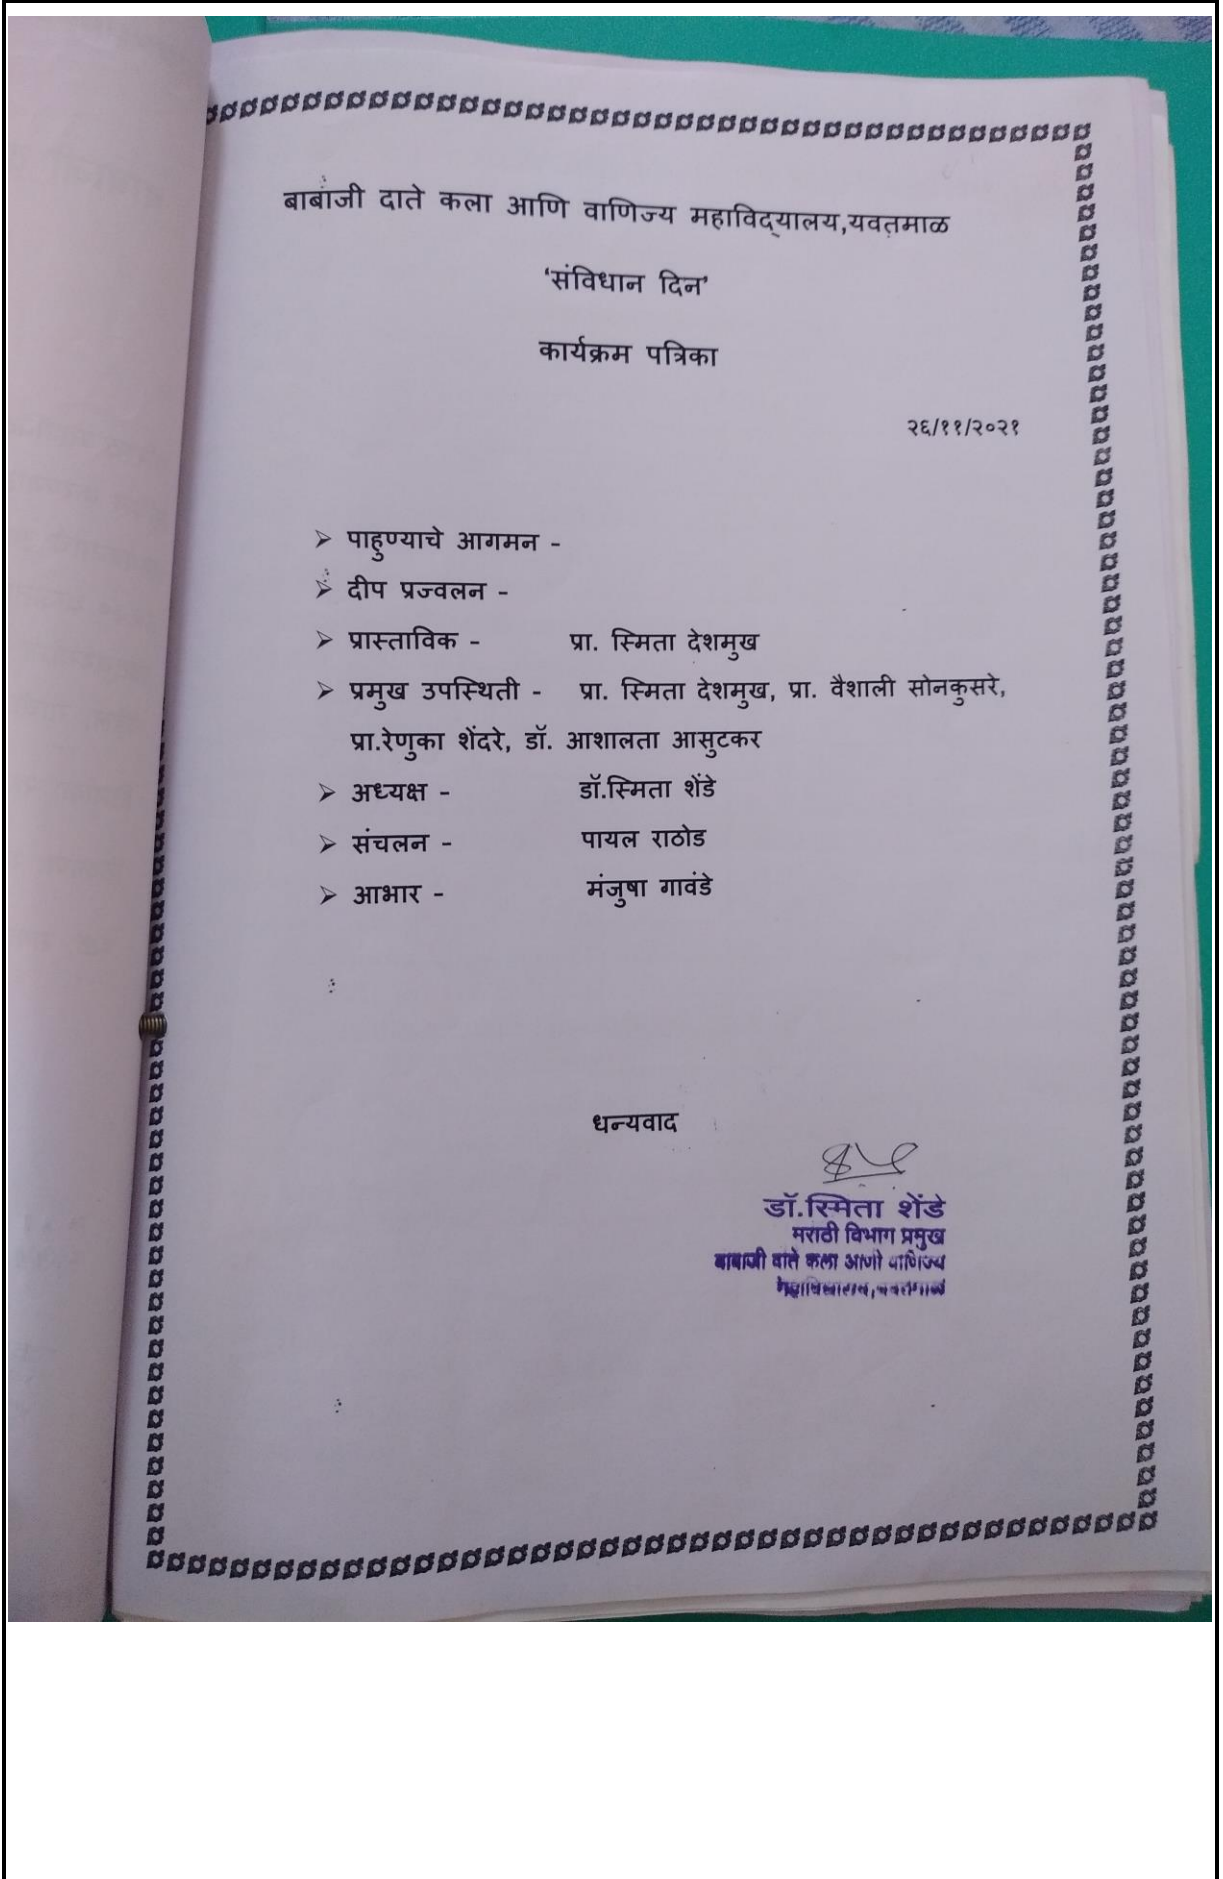 बाबाजी दाते कला आणि वाणिज्य महाविद्यालय,यवतमाळ
‘संविधान दिन’
कार्यक्रम पत्रिका
२६/११/२०२१
➢ पाहुण्याचे आगमन -
➢ दीप प्रज्वलन -
➢ प्रास्ताविक - प्रा. स्मिता देशमुख
➢ प्रमुख उपस्थिती - प्रा. स्मिता देशमुख, प्रा. वैशाली सोनकुसरे,
प्रा.रेणुका शेंदरे, डॉ. आशालता आसुटकर
➢ अध्यक्ष - डॉ.स्मिता शेंडे
➢ संचलन - पायल राठोड
➢ आभार - मंजुषा गावंडे
धन्यवाद
डॉ.स्मिता शेंडे
मराठी विभाग प्रमुख
बाबाजी दाते कला आणी वाणिज्य